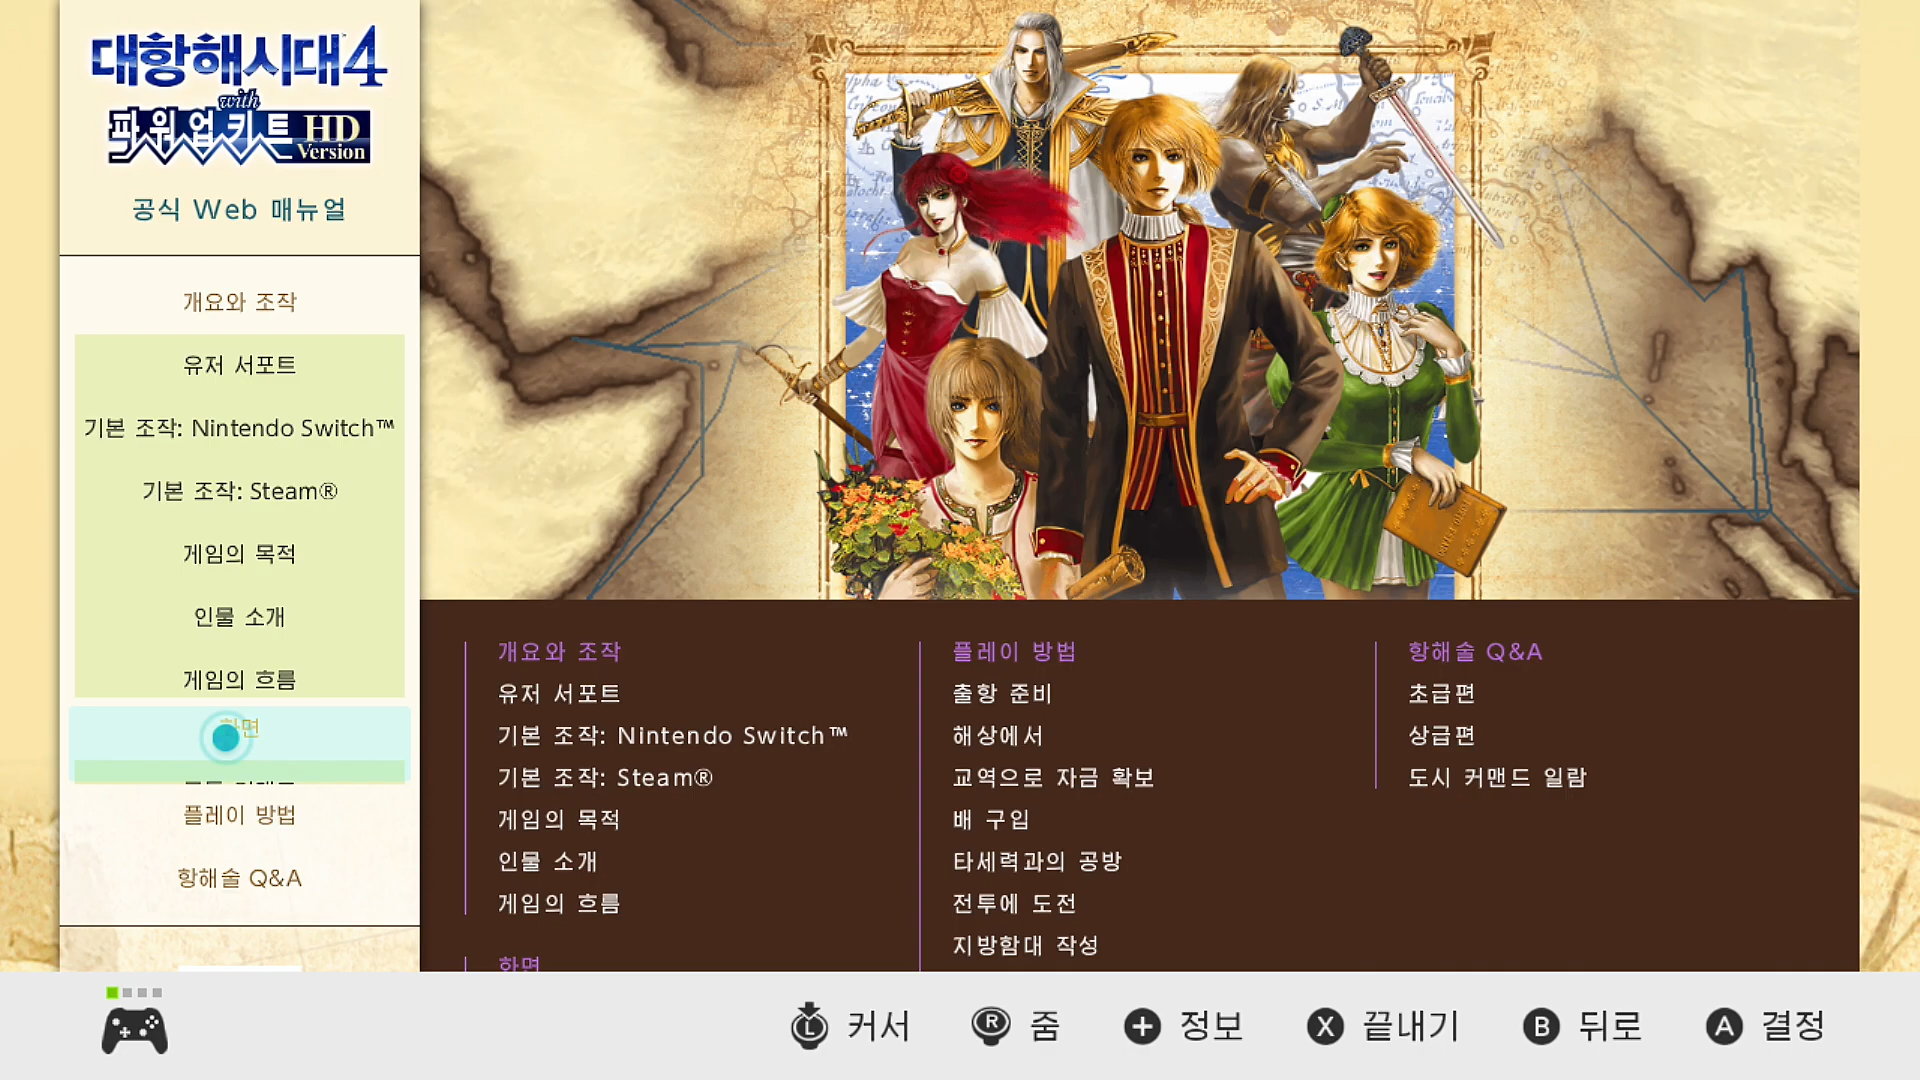 대항해시대4
with
파워업키트 HD
Version
공식 Web 매뉴얼
개요와 조작
유저 서포트
기본 조작: Nintendo Switch™
기본 조작: Steam®
게임의 목적
인물 소개
게임의 흐름
화면
플레이 방법
항해술 Q&A
개요와 조작
유저 서포트
기본 조작: Nintendo Switch™
기본 조작: Steam®
게임의 목적
인물 소개
게임의 흐름
화면
플레이 방법
출항 준비
해상에서
교역으로 자금 확보
배 구입
타세력과의 공방
전투에 도전
지방함대 작성
항해술 Q&A
초급편
상급편
도시 커맨드 일람
L 커서
R 줌
+ 정보
X 끝내기
B 뒤로
A 결정